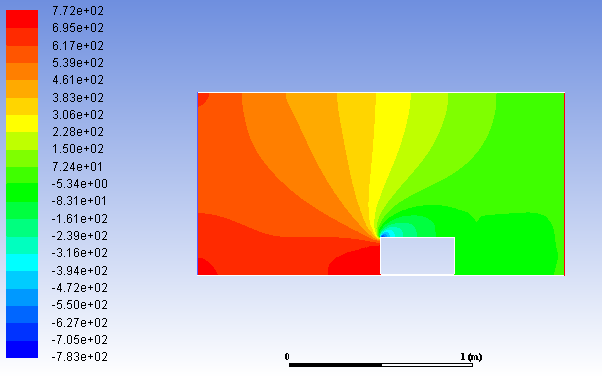 7.72e+02
6.95e+02
6.17e+02
5.39e+02
4.61e+02
3.83e+02
3.06e+02
2.28e+02
1.50e+02
7.24e+01
-5.34e+00
-8.31e+01
-1.61e+02
-2.39e+02
-3.16e+02
-3.94e+02
-4.72e+02
-5.50e+02
-6.27e+02
-7.05e+02
-7.83e+02
0 1 (m)